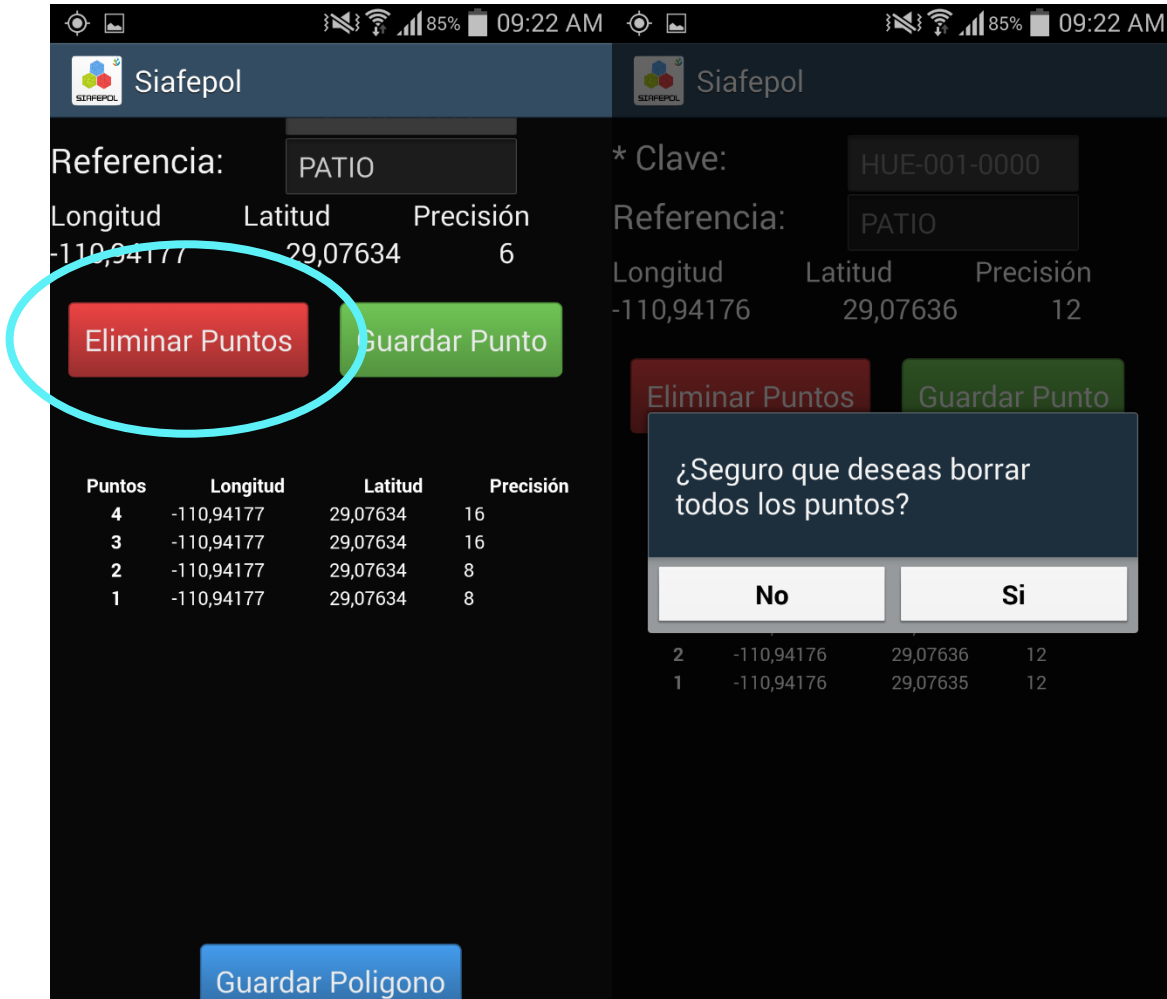 85% 09:22 AM
SIAFEPOL Siafepol
Referencia: PATIO
Longitud Latitud Precisión
-110,94177 29,07634 6
Eliminar Puntos Guardar Punto
Puntos Longitud Latitud Precisión
4 -110,94177 29,07634 16
3 -110,94177 29,07634 16
2 -110,94177 29,07634 8
1 -110,94177 29,07634 8
Guardar Poligono
85% 09:22 AM
SIAFEPOL Siafepol
* Clave: HUE-001-0000
Referencia: PATIO
Longitud Latitud Precisión
-110,94176 29,07636 12
Eliminar Puntos Guardar Punto
¿Seguro que deseas borrar
todos los puntos?
No Si
2 -110,94176 29,07636 12
1 -110,94176 29,07635 12